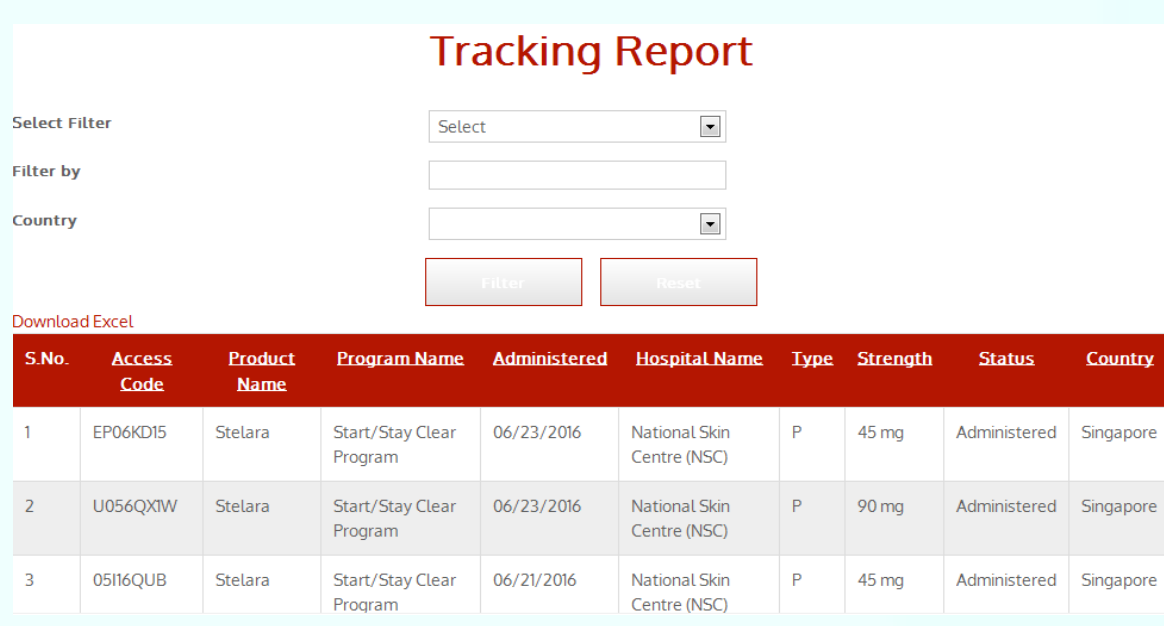 Tracking Report
Select Filter
Select
Filter by
Country
Filter
Reset
Download Excel
S.No. Access Code Product Name Program Name Administered Hospital Name Type Strength Status Country
1 EP06KD15 Stelara Start/Stay Clear Program 06/23/2016 National Skin Centre (NSC) P 45 mg Administered Singapore
2 U056QX1W Stelara Start/Stay Clear Program 06/23/2016 National Skin Centre (NSC) P 90 mg Administered Singapore
3 05I16QUB Stelara Start/Stay Clear Program 06/21/2016 National Skin Centre (NSC) P 45 mg Administered Singapore